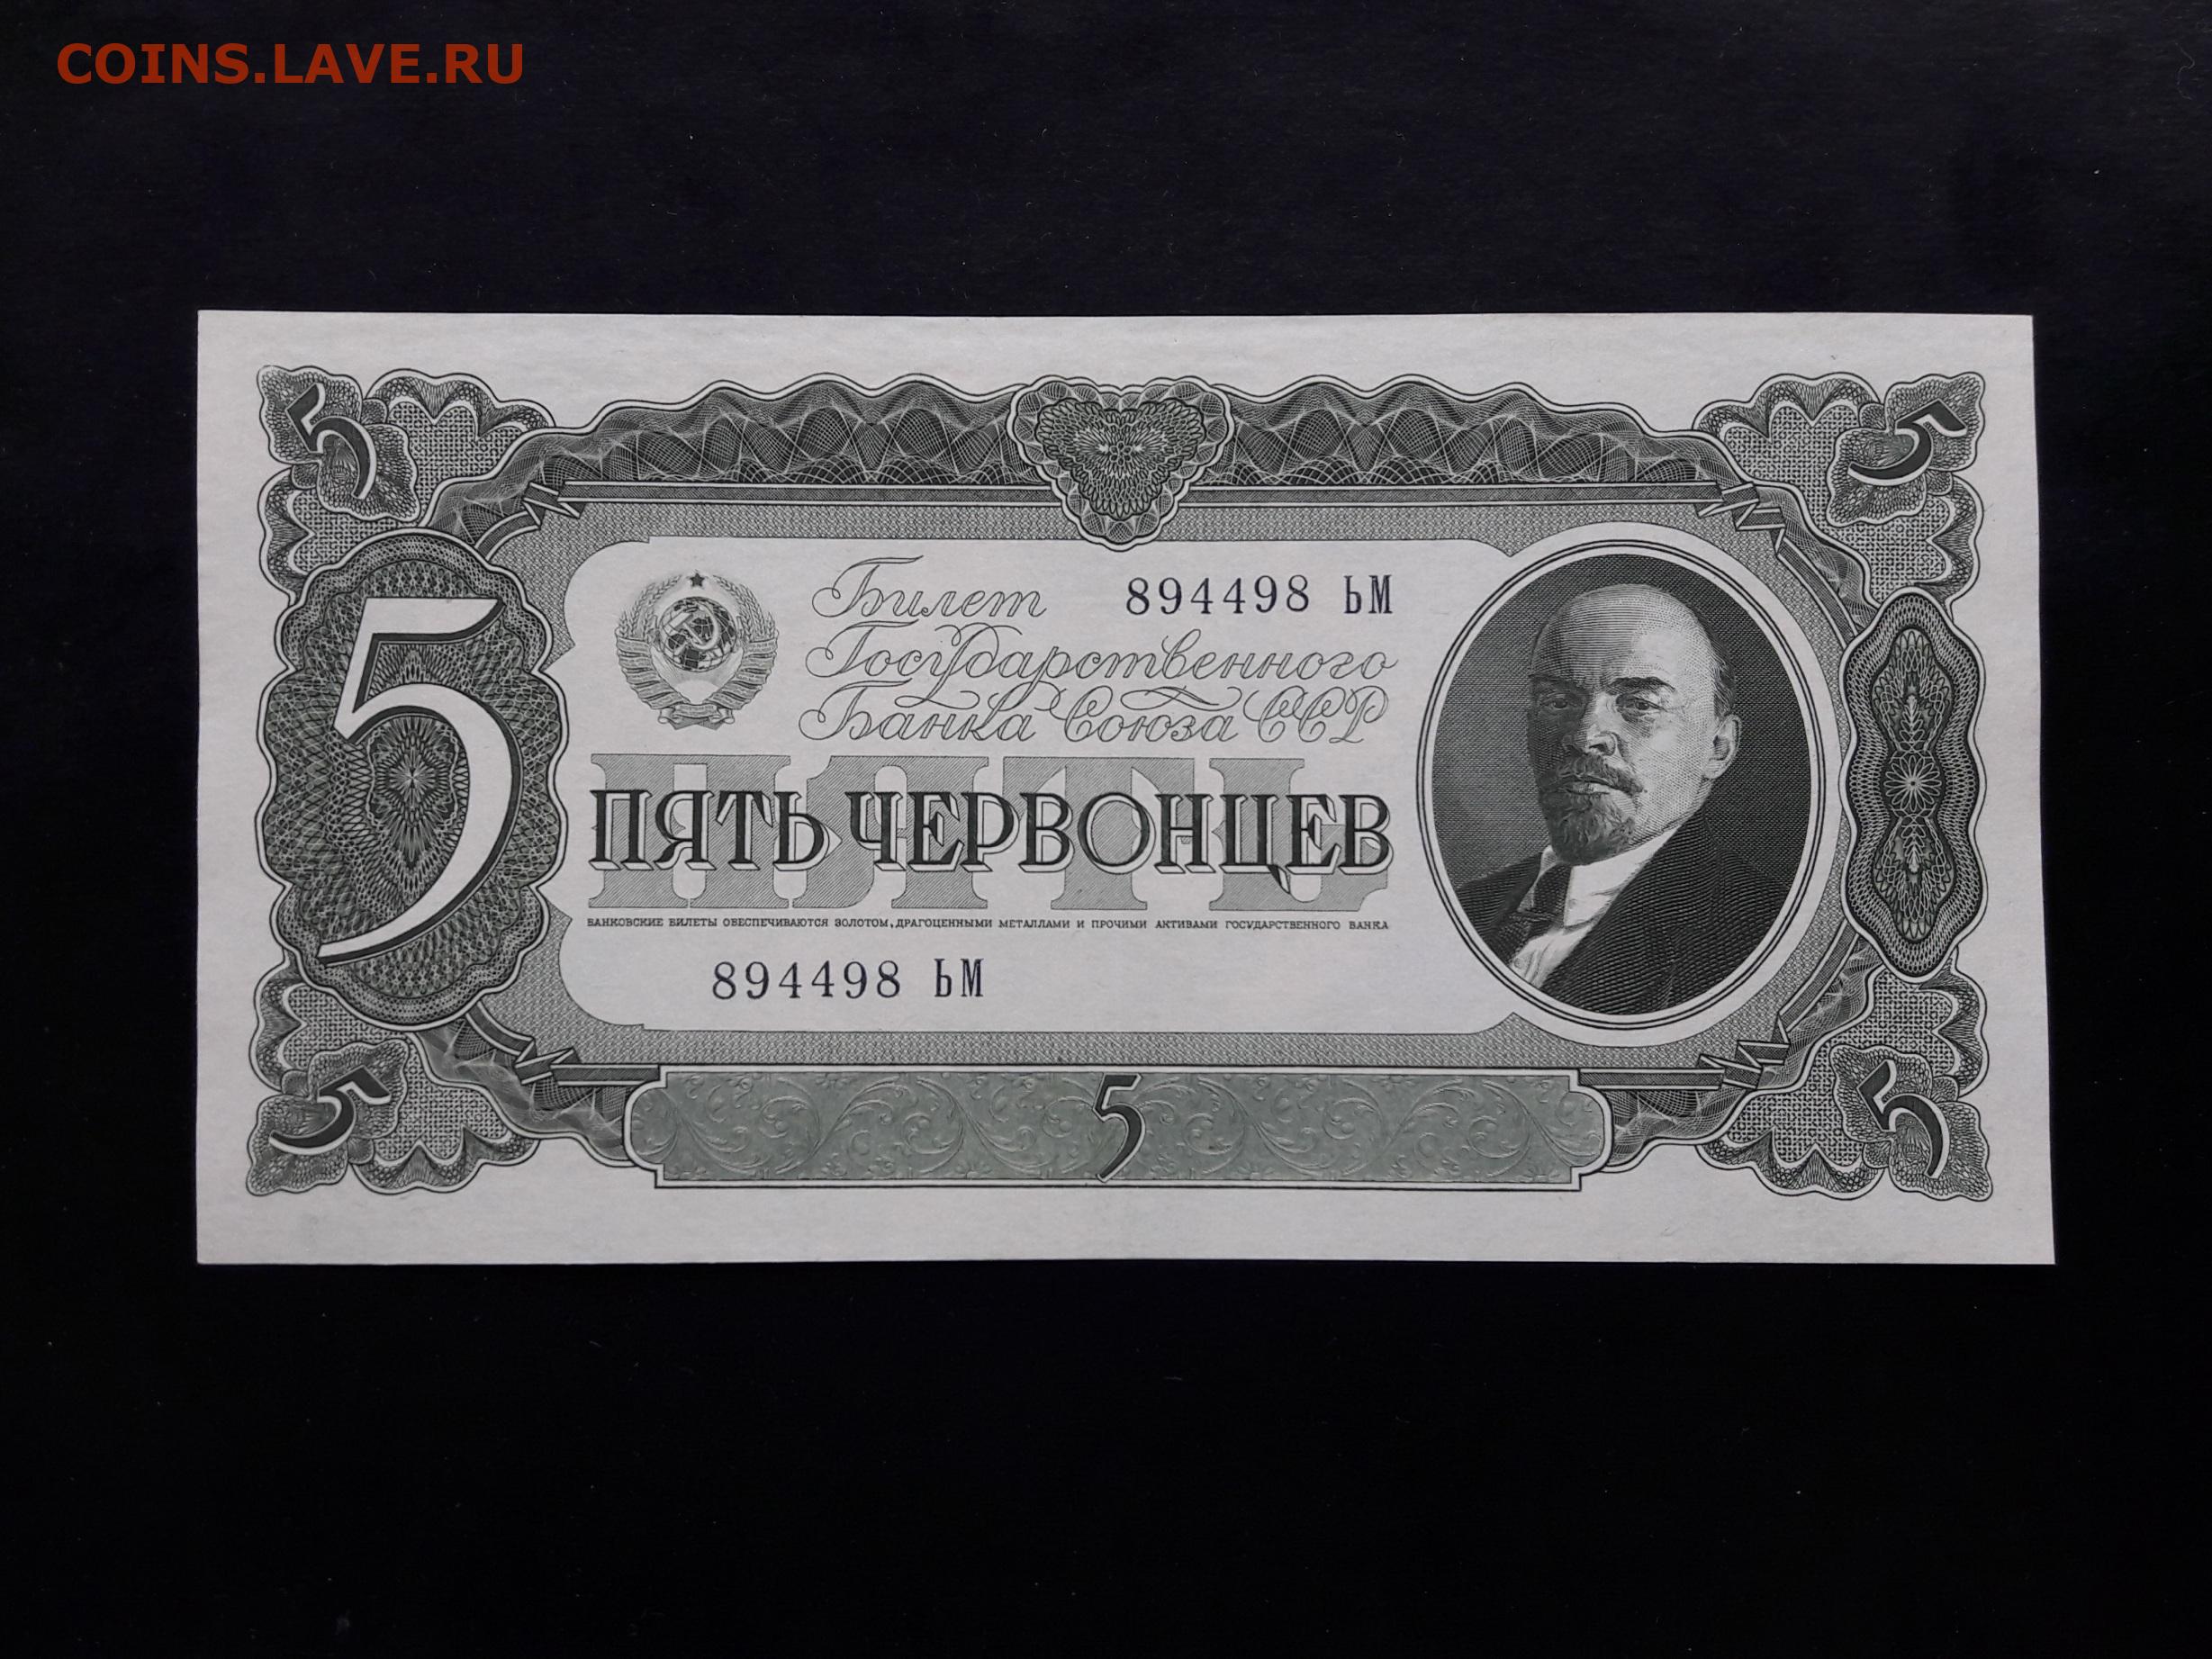 COINS.LAVE.RU
5
5
5
Билет
894498 ЬМ
Государственного
Банка Союза ССР
ПЯТЬ
ПЯТЬ ЧЕРВОНЦЕВ
БАНКОВСКИЕ БИЛЕТЫ ОБЕСПЕЧИВАЮТСЯ ЗОЛОТОМ, ДРАГОЦЕННЫМИ МЕТАЛЛАМИ И ПРОЧИМИ АКТИВАМИ ГОСУДАРСТВЕННОГО БАНКА
894498 ЬМ
5
5
5